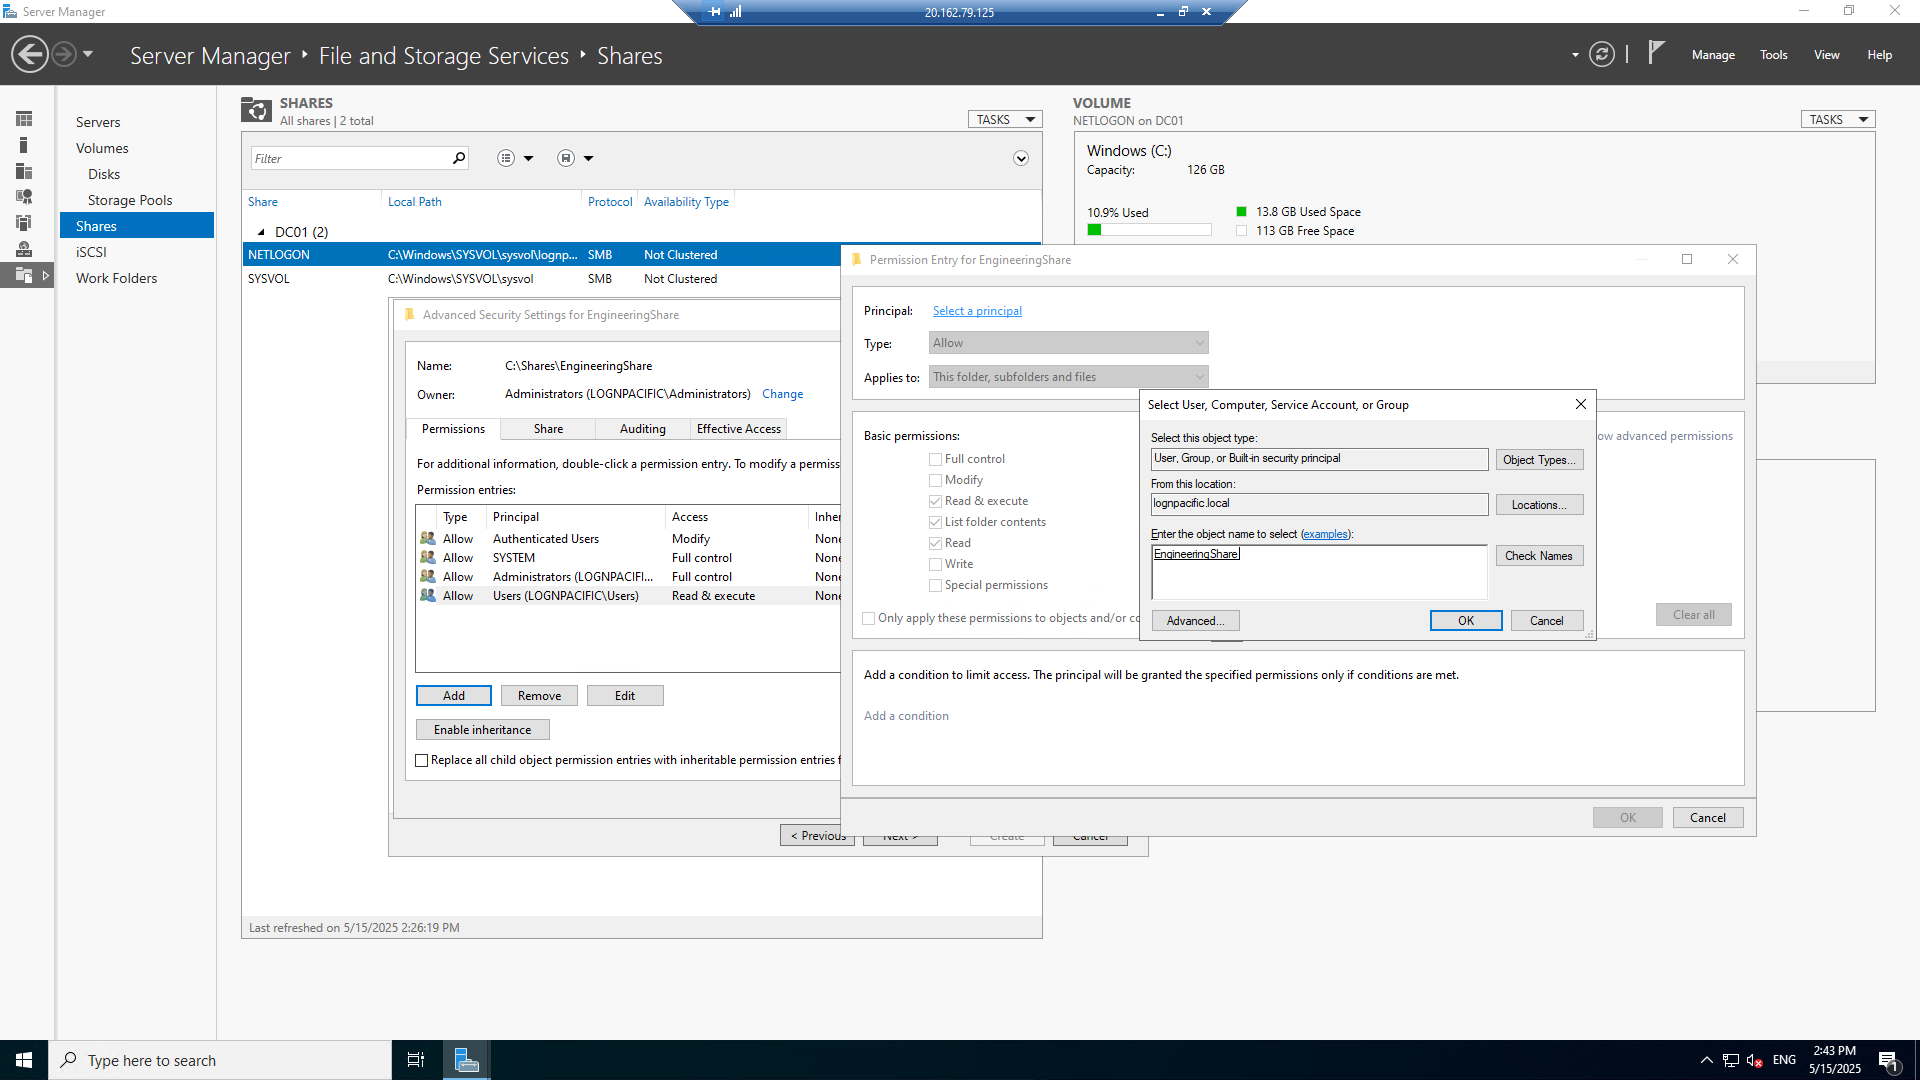 Server Manager
20.162.79.125
Server Manager • File and Storage Services • Shares
Manage Tools View Help
Servers
Volumes
Disks
Storage Pools
Shares
iSCSI
Work Folders
SHARES
All shares | 2 total
TASKS
Filter
Share Local Path Protocol Availability Type
DC01 (2)
NETLOGON C:\Windows\SYSVOL\sysvol\lognp... SMB Not Clustered
SYSVOL C:\Windows\SYSVOL\sysvol SMB Not Clustered
Last refreshed on 5/15/2025 2:26:19 PM
VOLUME
NETLOGON on DC01
TASKS
Windows (C:)
Capacity: 126 GB
10.9% Used
13.8 GB Used Space
113 GB Free Space
Advanced Security Settings for EngineeringShare
Name: C:\Shares\EngineeringShare
Owner: Administrators (LOGNPACIFIC\Administrators) Change
Permissions Share Auditing Effective Access
For additional information, double-click a permission entry. To modify a permiss
Permission entries:
Type Principal Access Inher
Allow Authenticated Users Modify None
Allow SYSTEM Full control None
Allow Administrators (LOGNPACIFI... Full control None
Allow Users (LOGNPACIFIC\Users) Read & execute None
Add Remove Edit
Enable inheritance
Replace all child object permission entries with inheritable permission entries f
< Previous Next > Create Cancel
Permission Entry for EngineeringShare
Principal: Select a principal
Type: Allow
Applies to: This folder, subfolders and files
Basic permissions:
ow advanced permissions
Full control
Modify
Read & execute
List folder contents
Read
Write
Special permissions
Only apply these permissions to objects and/or co
Clear all
Add a condition to limit access. The principal will be granted the specified permissions only if conditions are met.
Add a condition
OK Cancel
Select User, Computer, Service Account, or Group
Select this object type:
User, Group, or Built-in security principal
Object Types...
From this location:
lognpacific.local
Locations...
Enter the object name to select (examples):
EngineeringShare
Check Names
Advanced... OK Cancel
Type here to search
ENG
2:43 PM
5/15/2025
1